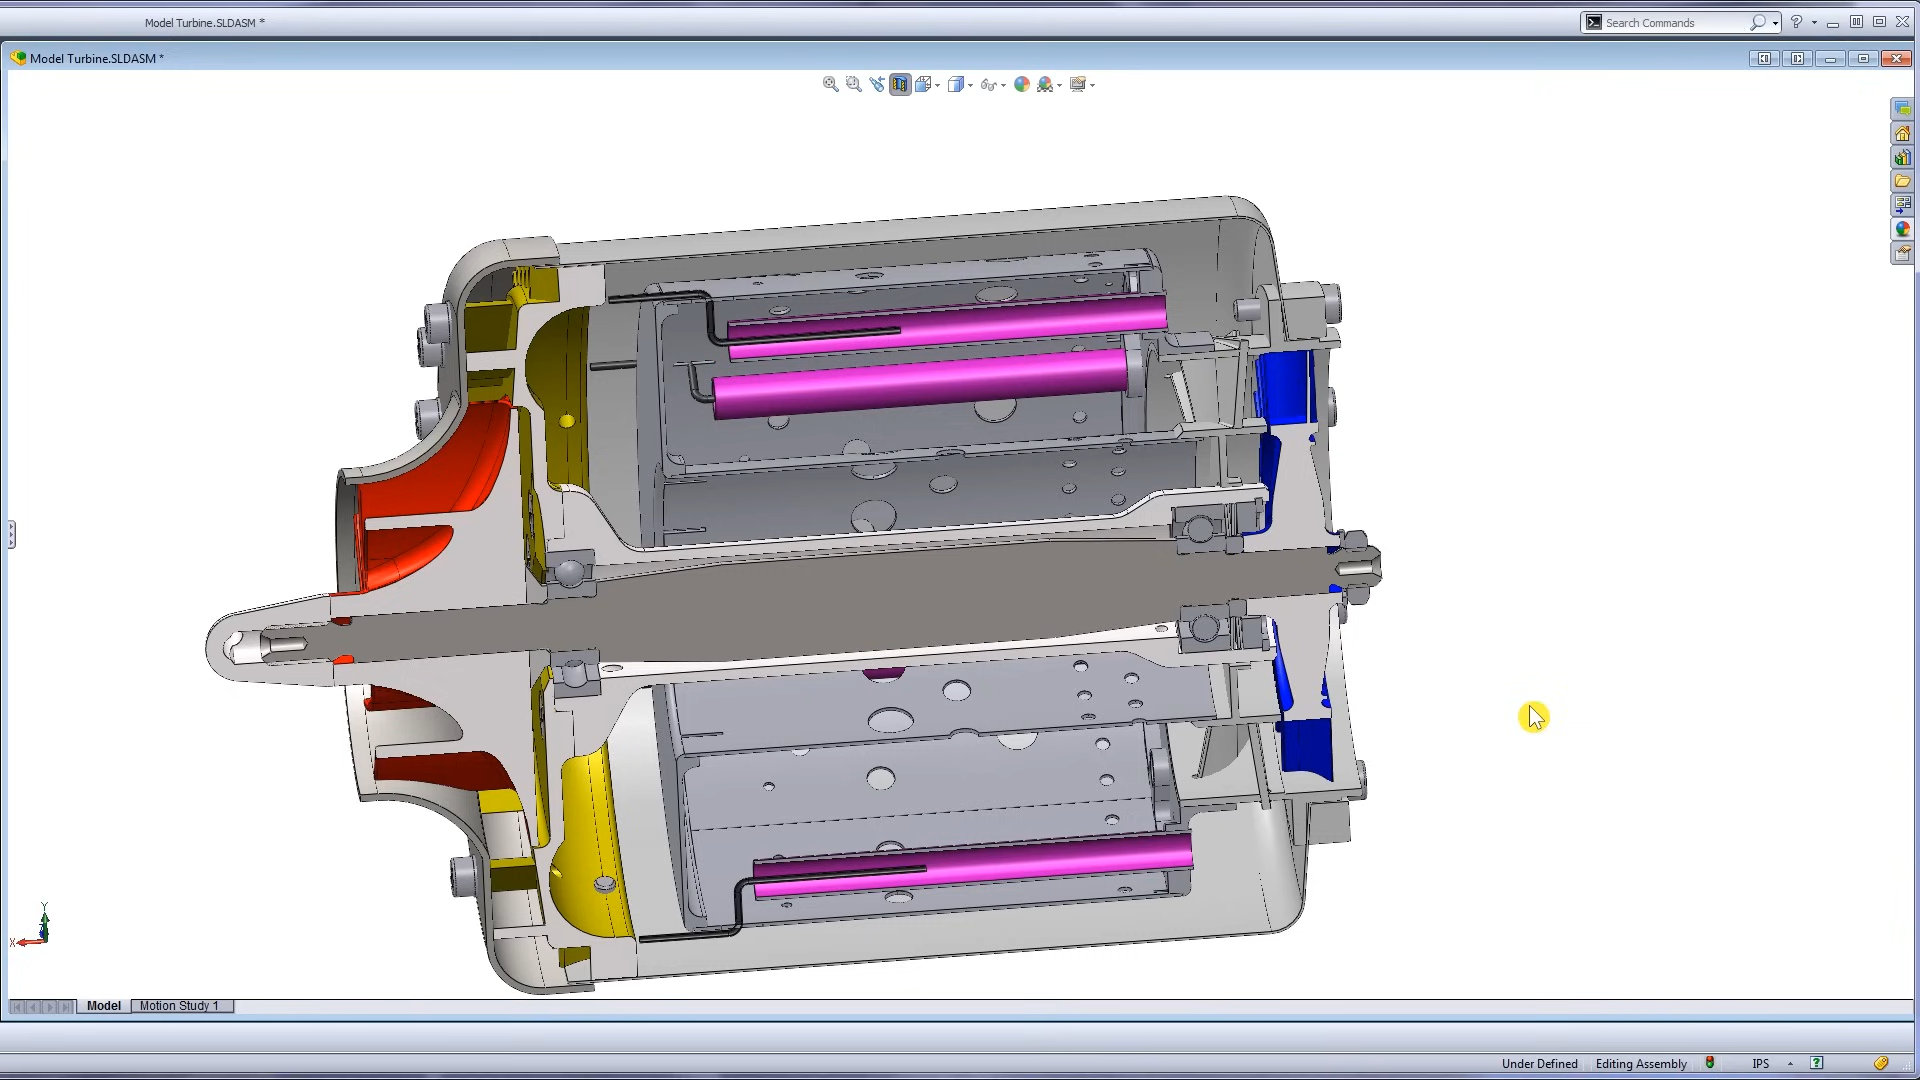 Model Turbine.SLDASM *
Search Commands
?
Model Turbine.SLDASM *
Y
X
Model
Motion Study 1
Under Defined
Editing Assembly
IPS
?